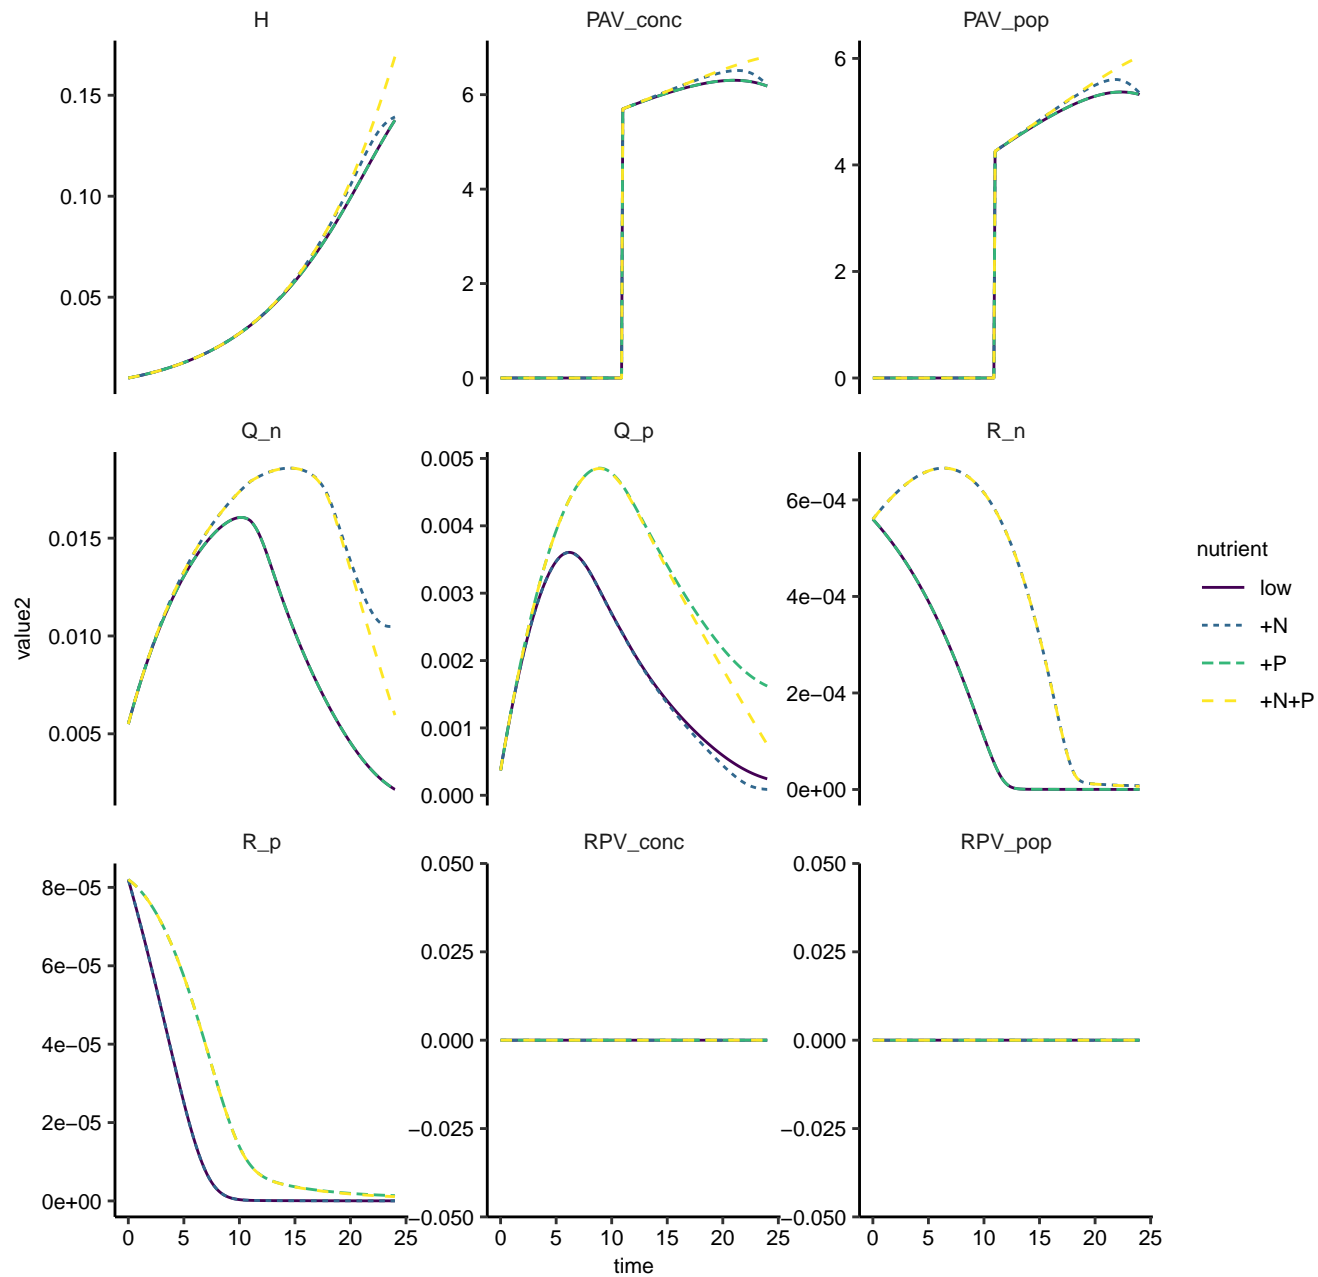 H
PAV_conc
PAV_pop
0.15
0.10
0.05
6
4
2
0
6
4
2
0
Q_n
Q_p
R_n
0.015
0.010
0.005
0.005
0.004
0.003
0.002
0.001
0.000
6e−04
4e−04
2e−04
0e+00
R_p
RPV_conc
RPV_pop
8e−05
6e−05
4e−05
2e−05
0e+00
0.050
0.025
0.000
−0.025
−0.050
0.050
0.025
0.000
−0.025
−0.050
0 5 10 15 20 25
0 5 10 15 20 25
0 5 10 15 20 25
time
value2
nutrient
low
+N
+P
+N+P